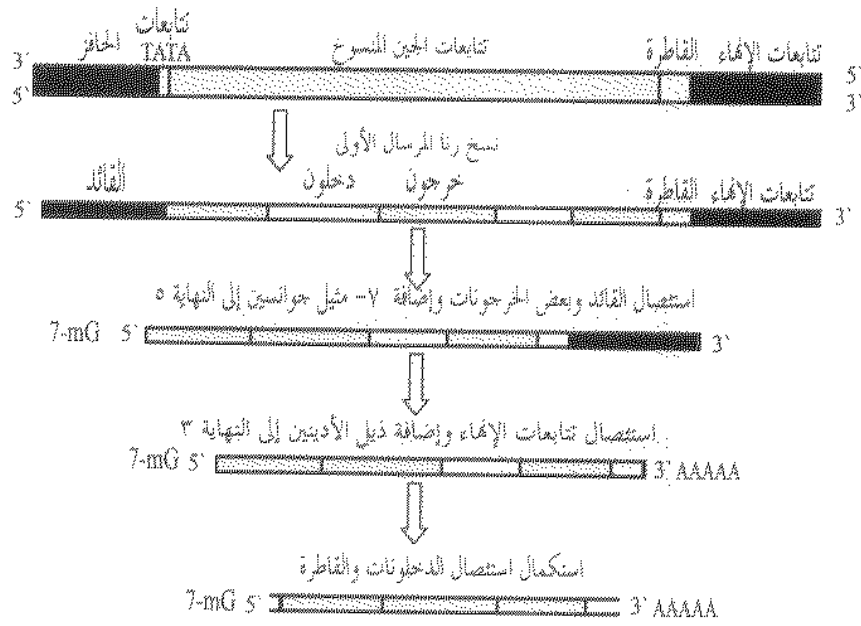 الحافز تتابعات TATA تتابعات الجين المنسوخ القاطرة تتابعات الإنهاء
3` 5`
5` 3`
نسخ رنا المرسال الأولى
القائد دخلون خرجون القاطرة تتابعات الإنهاء
5` 3`
استئصال القائد وبعض الخرجونات وإضافة ٧- مثيل جوانسين إلى النهاية ٥
7-mG 5` 3`
استئصال تتابعات الإنهاء وإضافة ذيل الأدينين إلى النهاية ٣
7-mG 5` 3` AAAAA
استكمال استئصال الدخلونات والقاطرة
7-mG 5` 3` AAAAA